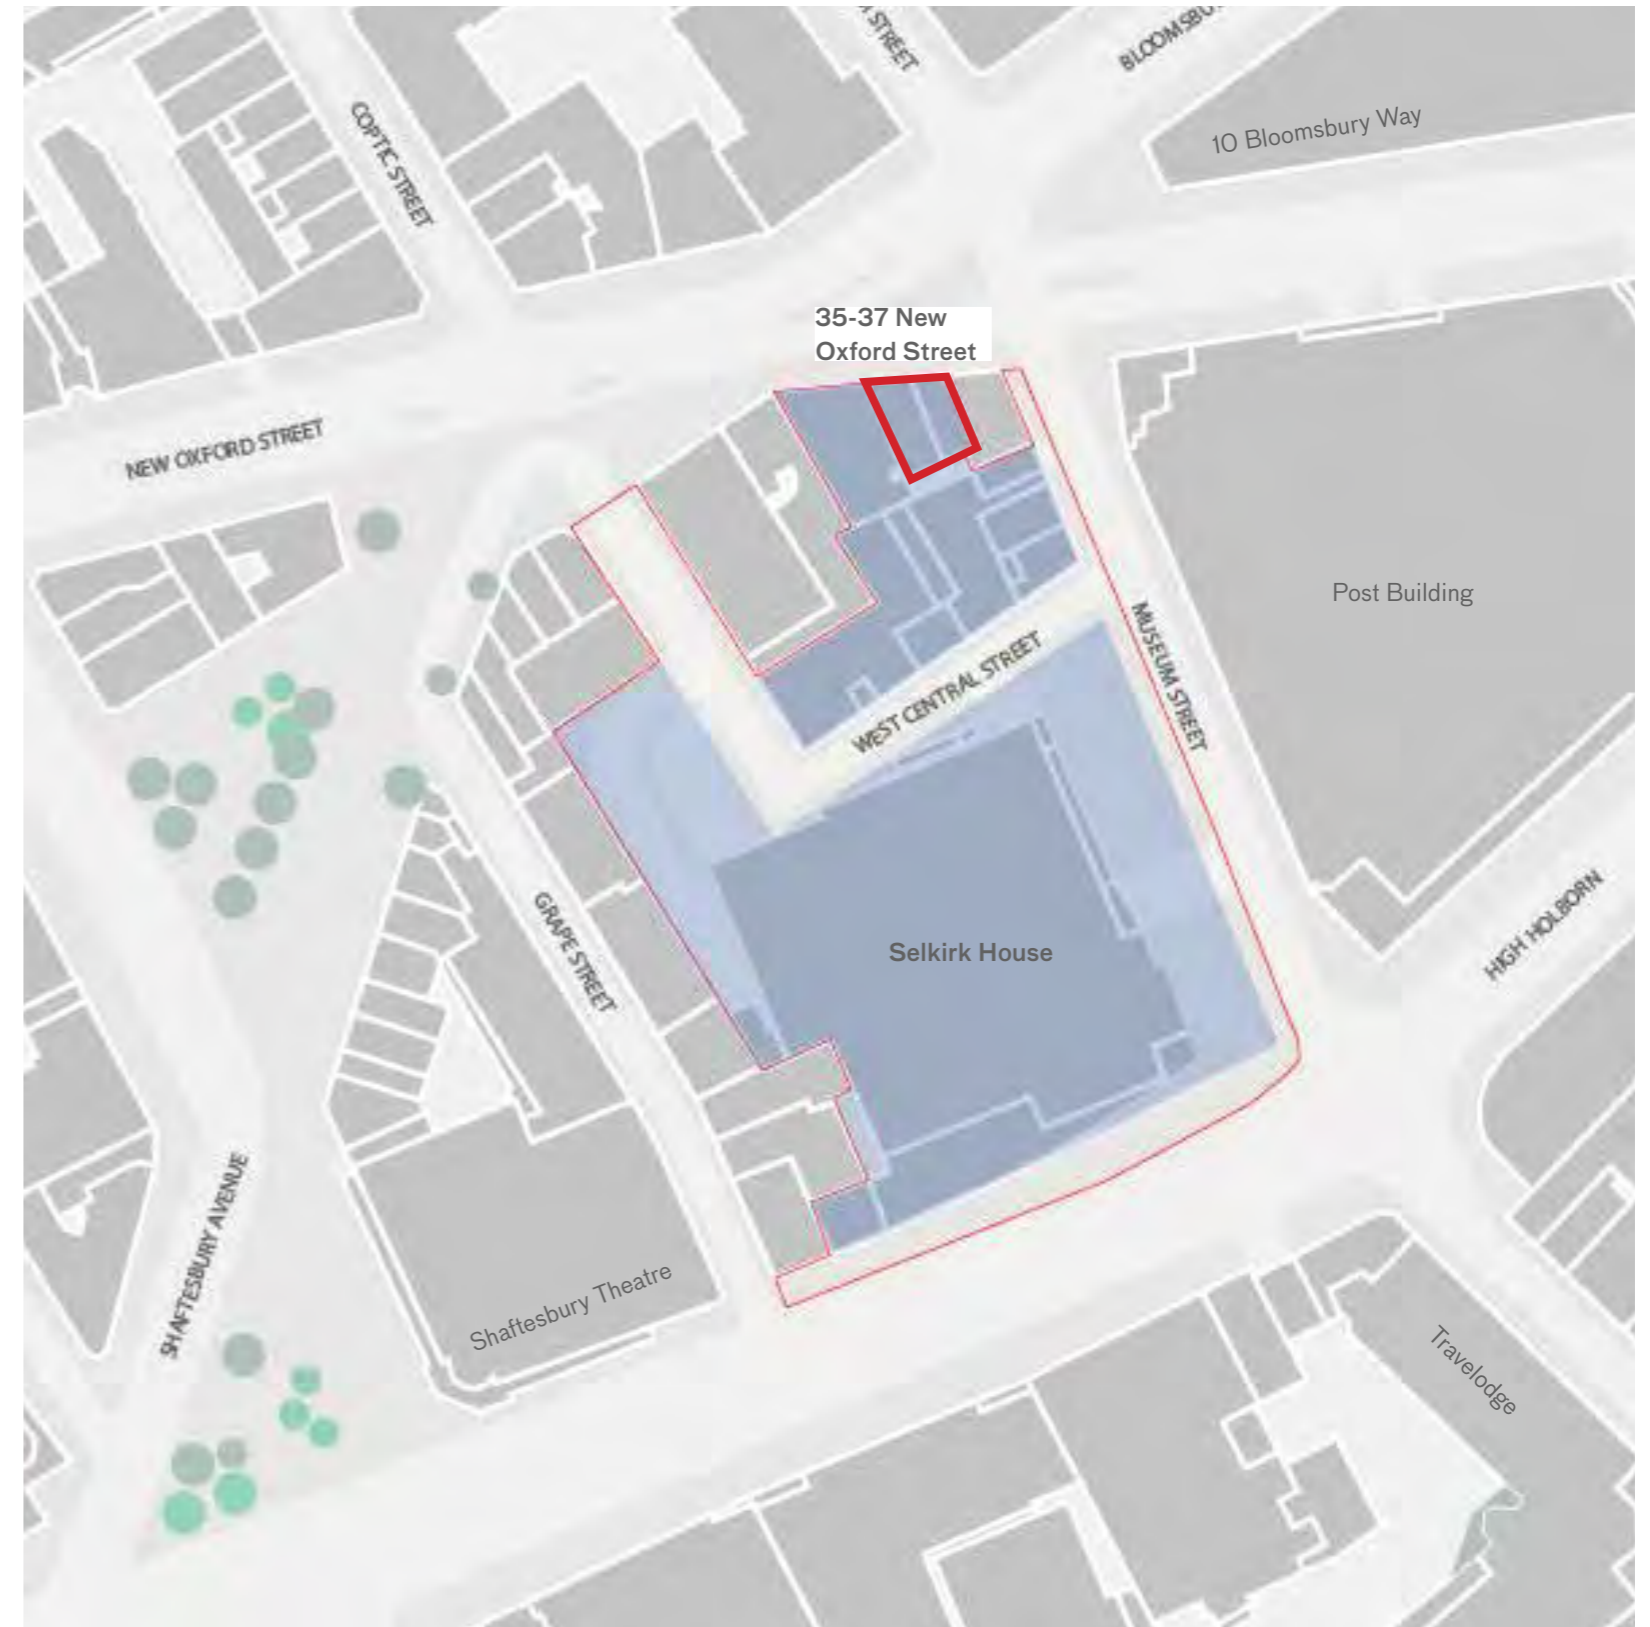 STREET
BLOOMSBU
10 Bloomsbury Way
COPTIC STREET
35-37 New
Oxford Street
NEW OXFORD STREET
Post Building
MUSEUM STREET
WEST CENTRAL STREET
HIGH HOLBORN
GRAPE STREET
Selkirk House
SHAFTESBURY AVENUE
Shaftesbury Theatre
Travelodge